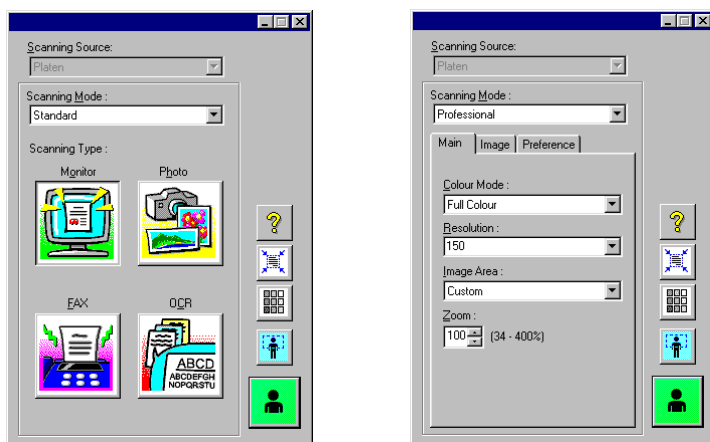 Scanning Source:
Platen
Scanning Mode :
Standard
Scanning Type :
Monitor Photo
FAX OCR
ABCD
ABCDEFGH
NOPQRSTU
?
Scanning Source:
Platen
Scanning Mode :
Professional
Main Image Preference
Colour Mode :
Full Colour
Resolution :
150
Image Area :
Custom
Zoom :
100 (34 - 400%)
?